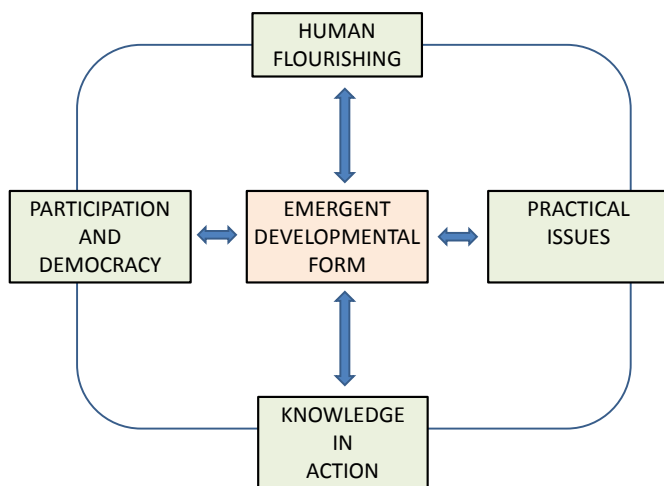 HUMAN
FLOURISHING
PARTICIPATION
AND
DEMOCRACY
EMERGENT
DEVELOPMENTAL
FORM
PRACTICAL
ISSUES
KNOWLEDGE
IN
ACTION